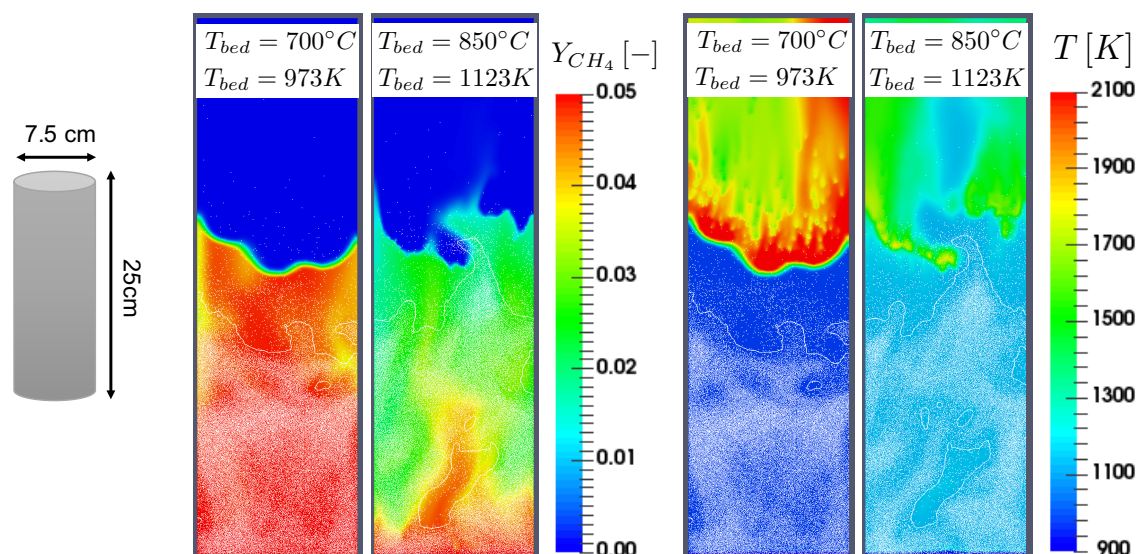 7.5 cm
25cm
T_{bed} = 700°C
T_{bed} = 973K
T_{bed} = 850°C
T_{bed} = 1123K
Y_{CH_4} [−]
0.05
0.04
0.03
0.02
0.01
0.00
T_{bed} = 700°C
T_{bed} = 973K
T_{bed} = 850°C
T_{bed} = 1123K
T [K]
2100
1900
1700
1500
1300
1100
900